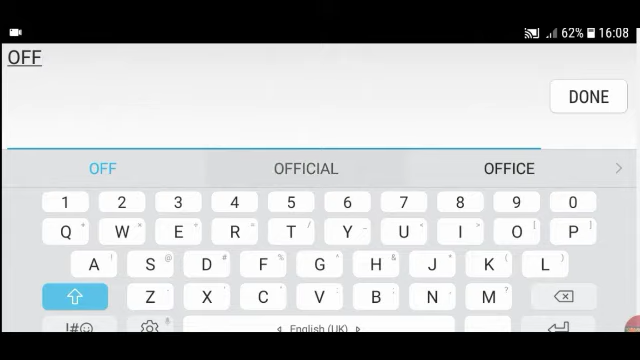 62% 16:08
OFF
DONE
OFF OFFICIAL OFFICE
1 2 3 4 5 6 7 8 9 0
Q W E R T Y U I O P
A S D F G H J K L
Z X C V B N M
!#☺ English (UK)